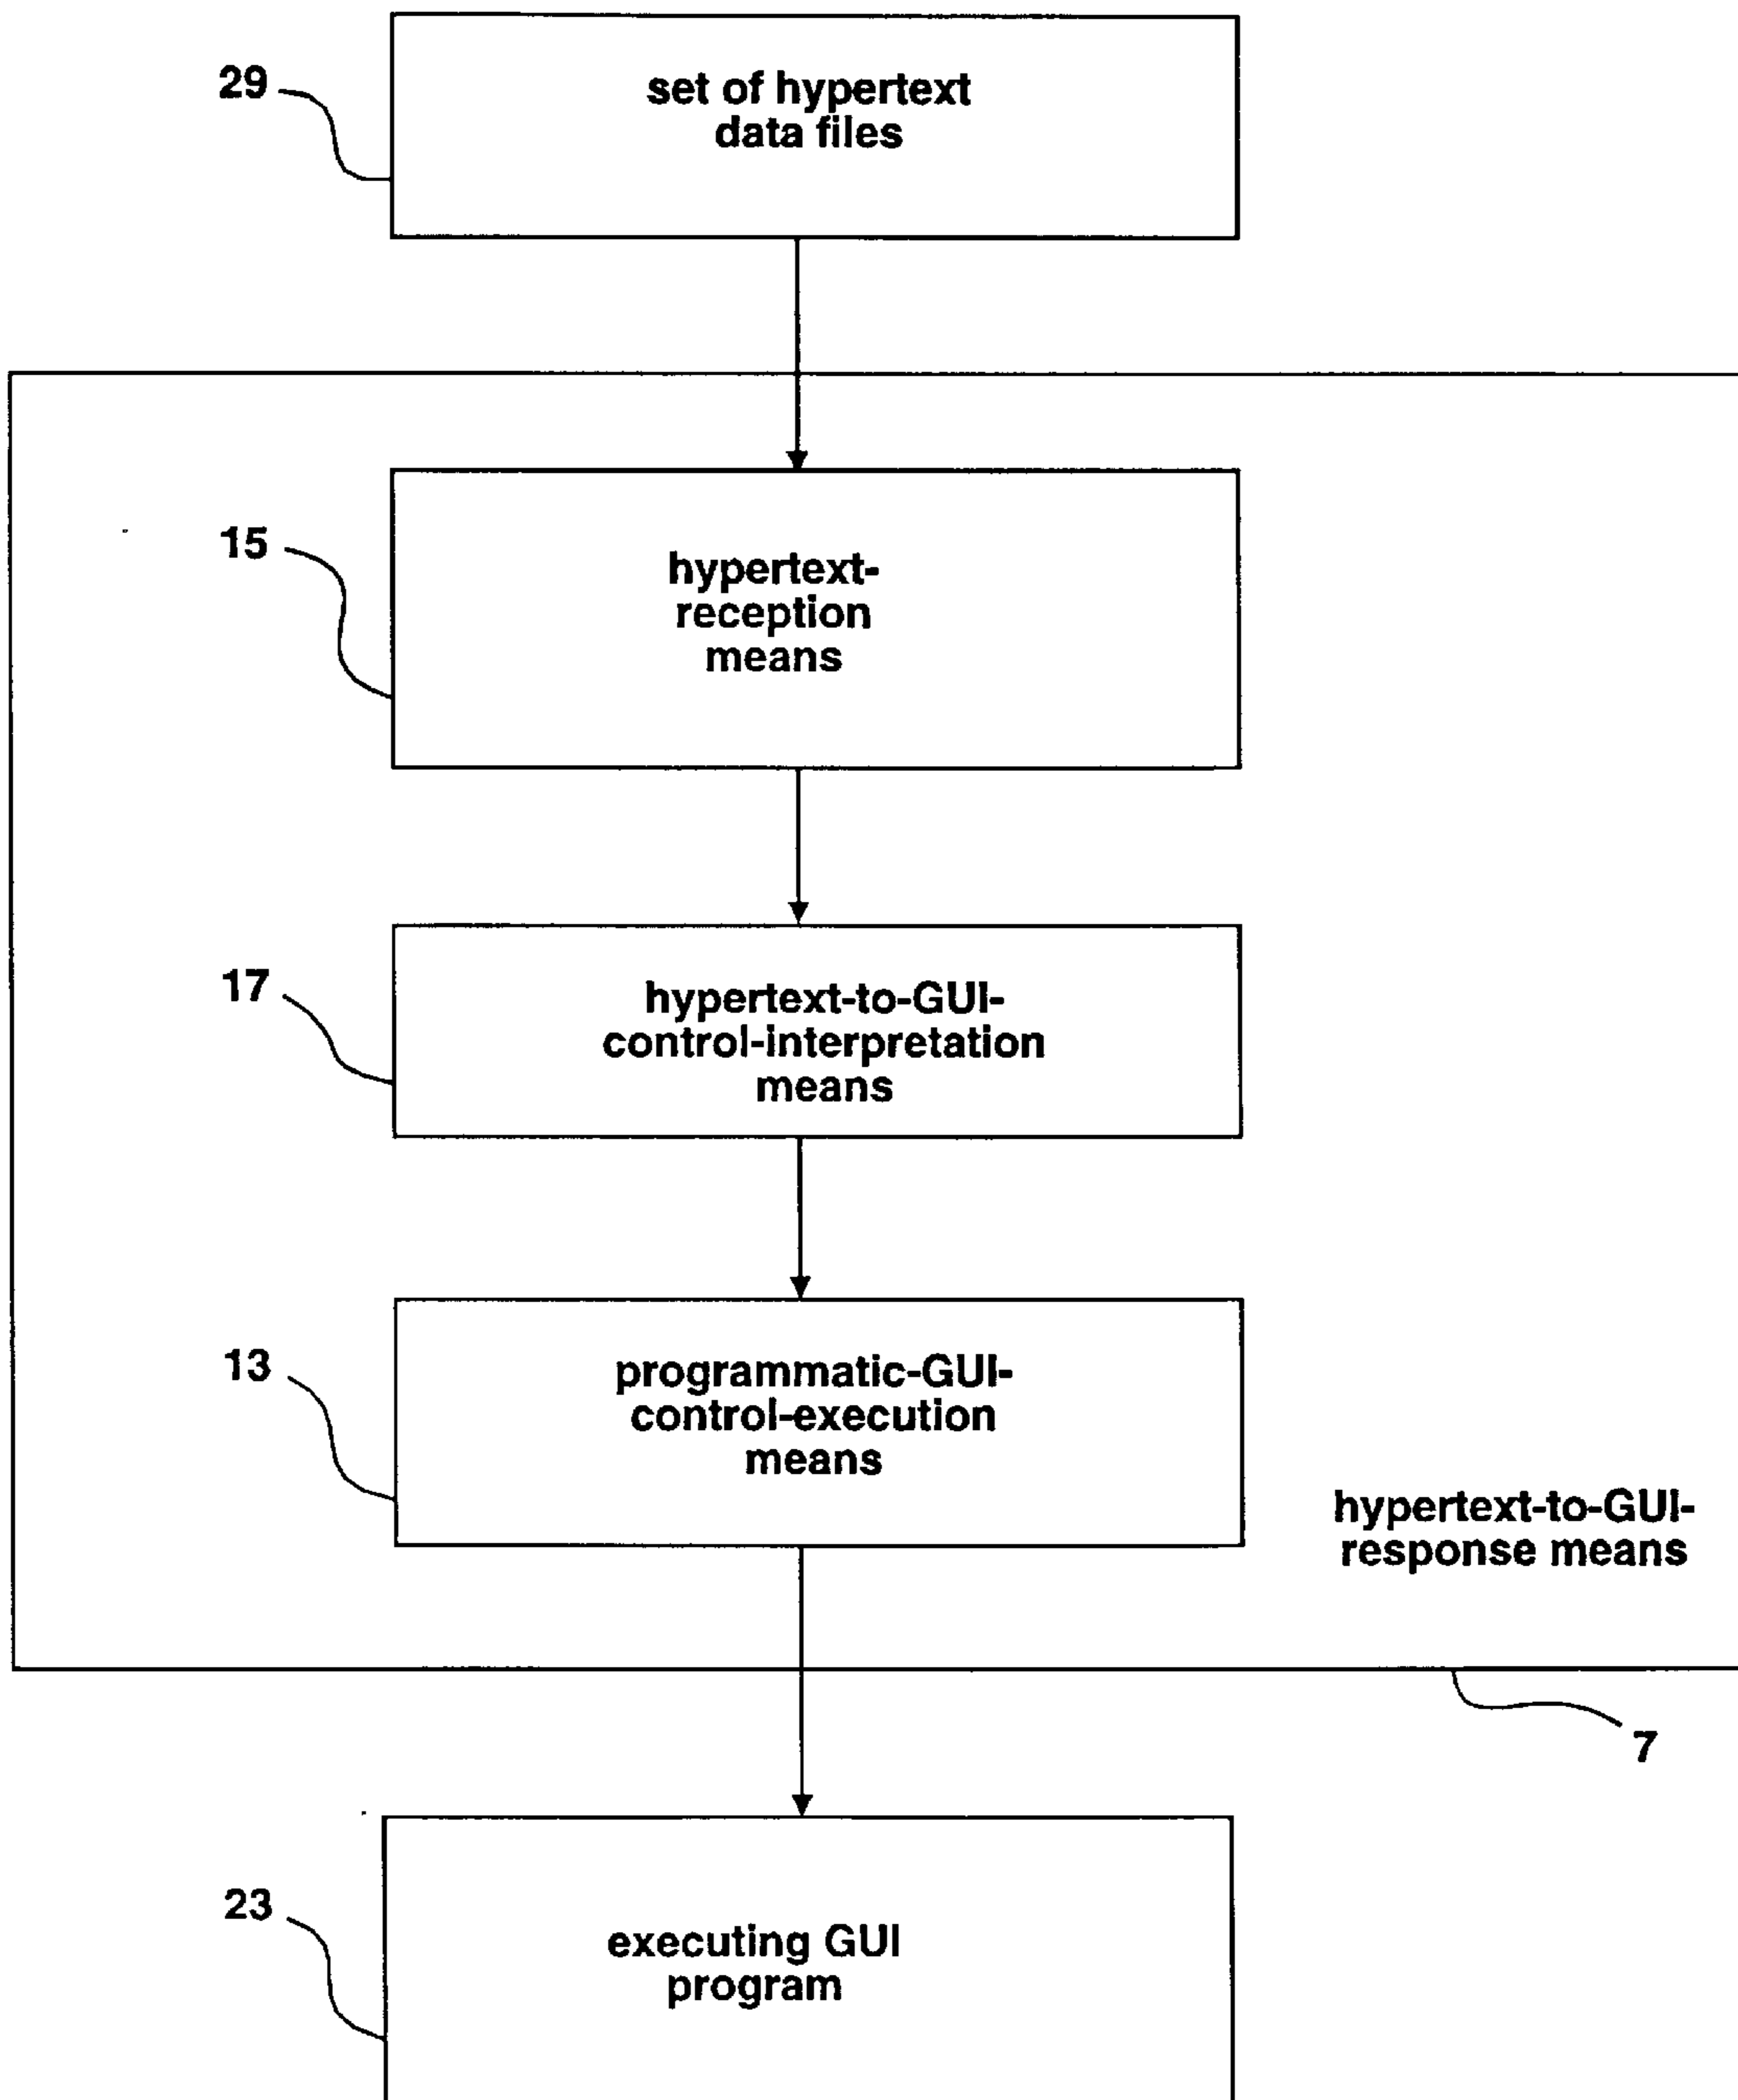 29
set of hypertext
data files
15
hypertext-
reception
means
17
hypertext-to-GUI-
control-interpretation
means
13
programmatic-GUI-
control-execution
means
hypertext-to-GUI-
response means
7
23
executing GUI
program